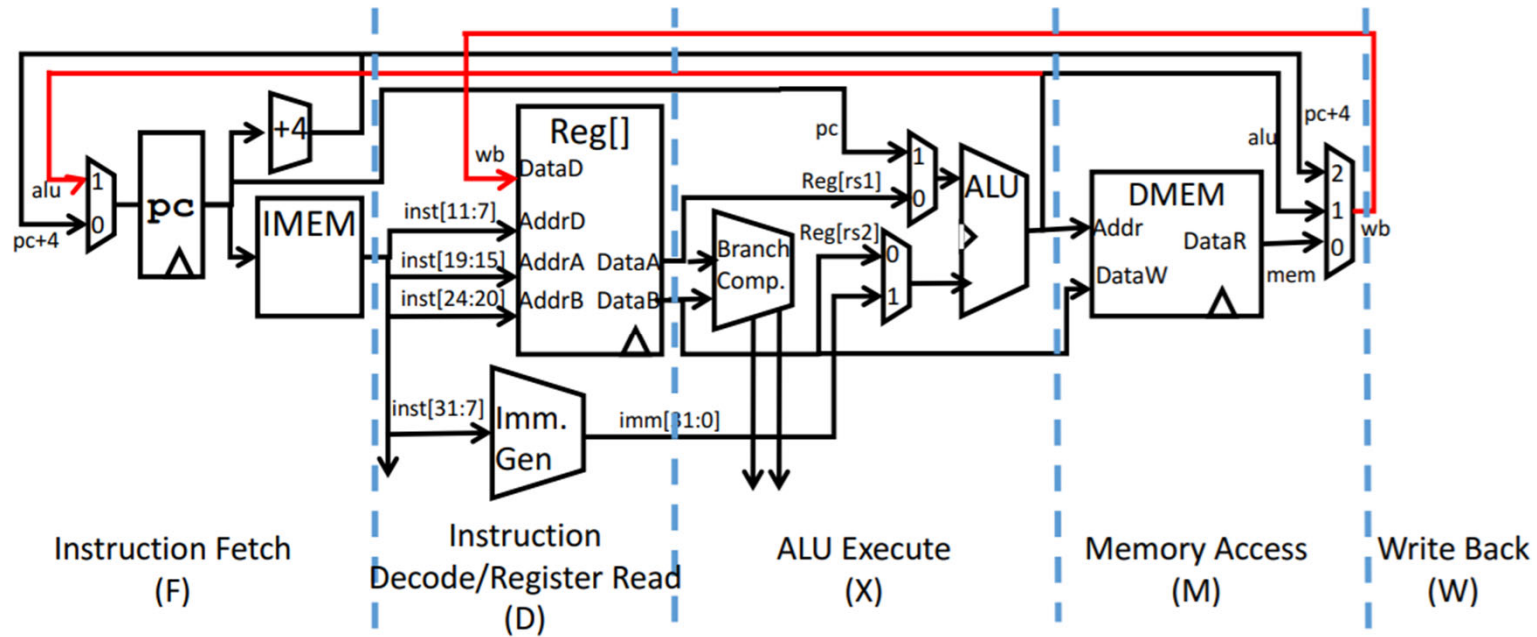 +4
alu
1
0
pc+4
pc
IMEM
Reg[]
wb
DataD
inst[11:7]
AddrD
inst[19:15]
AddrA DataA
inst[24:20]
AddrB DataB
inst[31:7]
Imm.
Gen
imm[31:0]
Branch
Comp.
pc
Reg[rs1]
1
0
Reg[rs2]
0
1
ALU
DMEM
Addr
DataR
DataW
mem
alu
pc+4
2
1
0
wb
Instruction Fetch
(F)
Instruction
Decode/Register Read
(D)
ALU Execute
(X)
Memory Access
(M)
Write Back
(W)